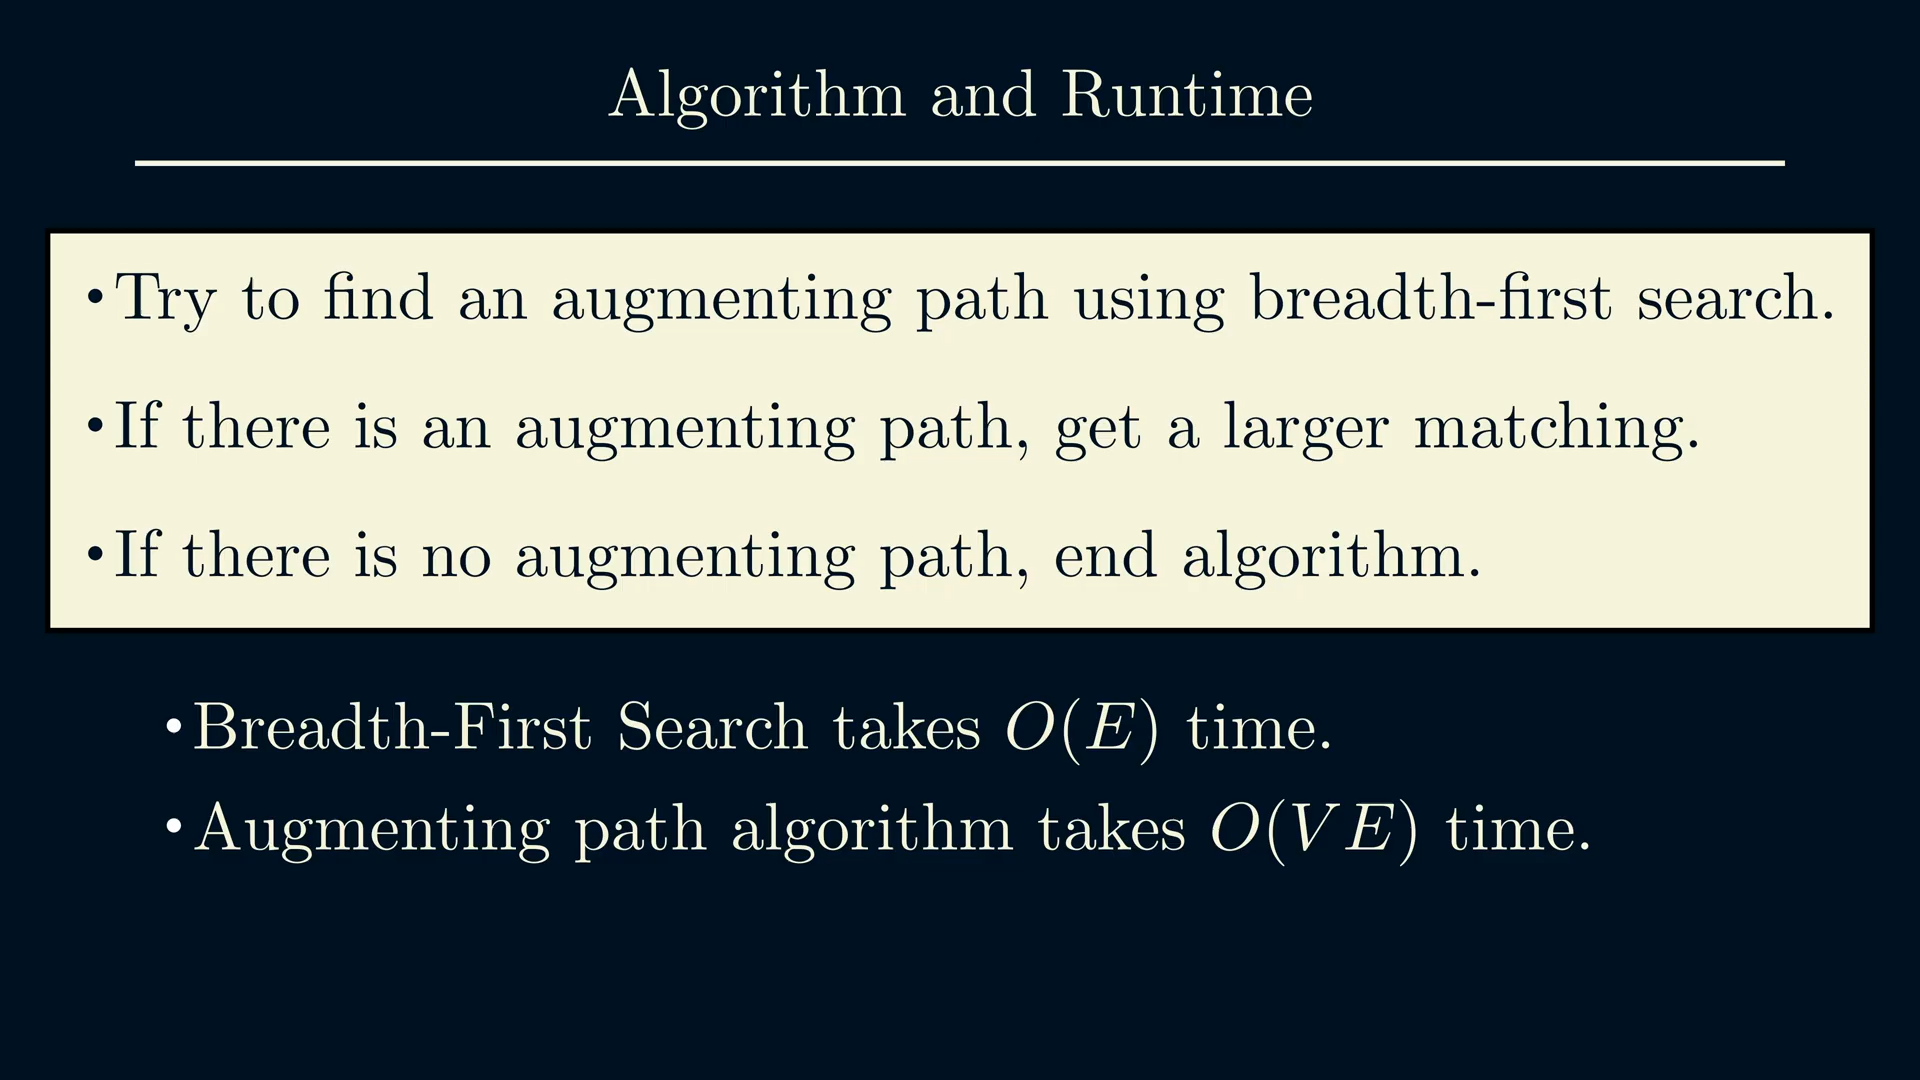 Algorithm and Runtime
•Try to find an augmenting path using breadth-first search.
•If there is an augmenting path, get a larger matching.
•If there is no augmenting path, end algorithm.
•Breadth-First Search takes O(E) time.
•Augmenting path algorithm takes O(VE) time.